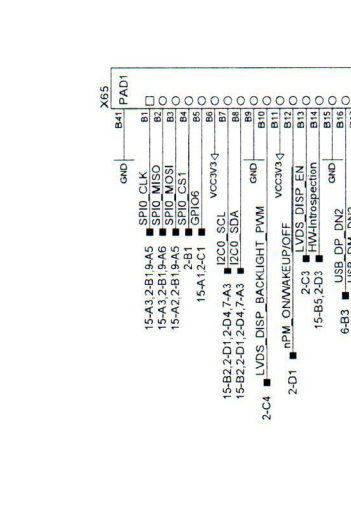 X65
PAD1
B41
GND
15-A3,2-B1,9-A5 SPI0_CLK B1
15-A3,2-B1,9-A6 SPI0_MISO B2
15-A2,2-B1,9-A5 SPI0_MOSI B3
2-B1 SPI0_CS1 B4
15-A1,2-C1 GPIO6 B5
VCC3V3 B6
15-B2,2-D1,2-D4,7-A3 I2C0_SCL B7
15-B2,2-D1,2-D4,7-A3 I2C0_SDA B8
GND B9
2-C4 LVDS_DISP_BACKLIGHT_PWM B10
VCC3V3 B11
2-D1 nPM_ON/WAKEUP/OFF B12
2-C3 LVDS_DISP_EN B13
15-B5,2-D3 HW-Introspection B14
GND B15
6-B3 USB_DP_DN2 B16